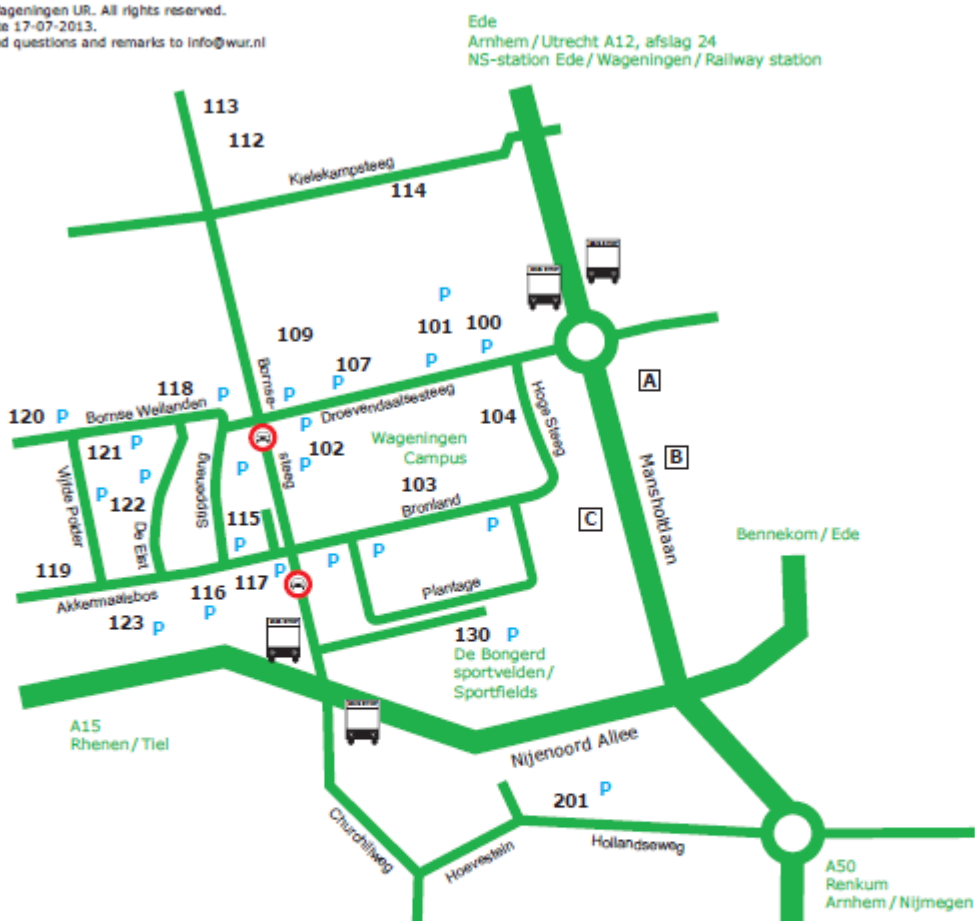 Wageningen UR. All rights reserved.
17-07-2013.
questions and remarks to info@wur.nl
Ede
Arnhem / Utrecht A12, afslag 24
NS-station Ede / Wageningen / Railway station
113
112
Kielekampsteeg
114
109
101
100
P
107
P
P
P
P
Bornse-
steeg
118
P
120
P
Bornse Weilanden
Droevendaalsesteeg
Hoge Steeg
104
A
B
C
Mansholtlaan
121
P
P
P
122
Vijfde Polder
De Elst
Stippeneng
P
P
102
P
Wageningen
Campus
103
Bronland
115
P
P
P
P
P
119
Akkermaalsbos
116
117
P
123
P
Plantage
Bennekom / Ede
130
P
De Bongerd
sportvelden /
Sportfields
A15
Rhenen / Tiel
Nijenoord Allee
201
P
Churchillweg
Hoevestein
Hollandseweg
A50
Renkum
Arnhem / Nijmegen